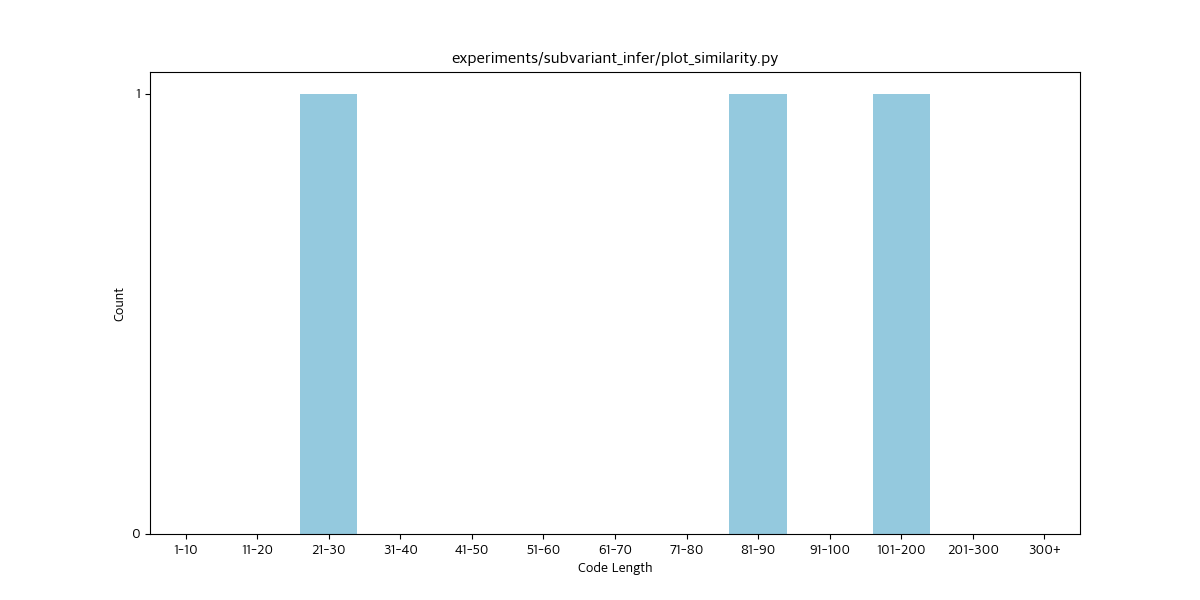 experiments/subvariant_infer/plot_similarity.py
1
Count
0
1-10 11-20 21-30 31-40 41-50 51-60 61-70 71-80 81-90 91-100 101-200 201-300 300+
Code Length